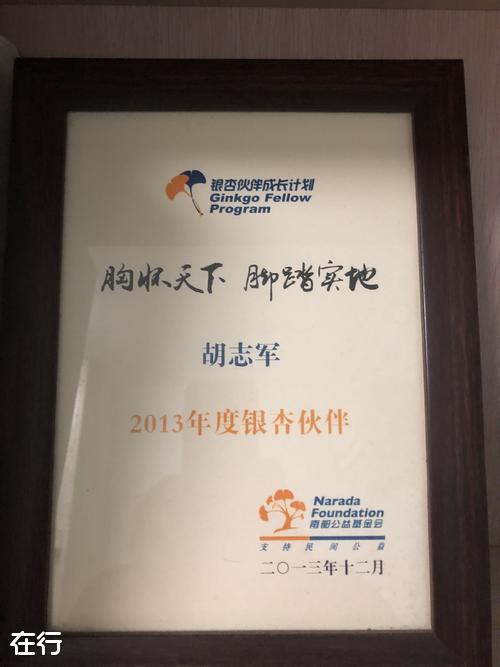 银杏伙伴成长计划
Ginkgo Fellow
Program
胸怀天下 脚踏实地
胡志军
2013年度银杏伙伴
Narada
Foundation
南都公益基金会
支持民间公益
二〇一三年十二月
在行